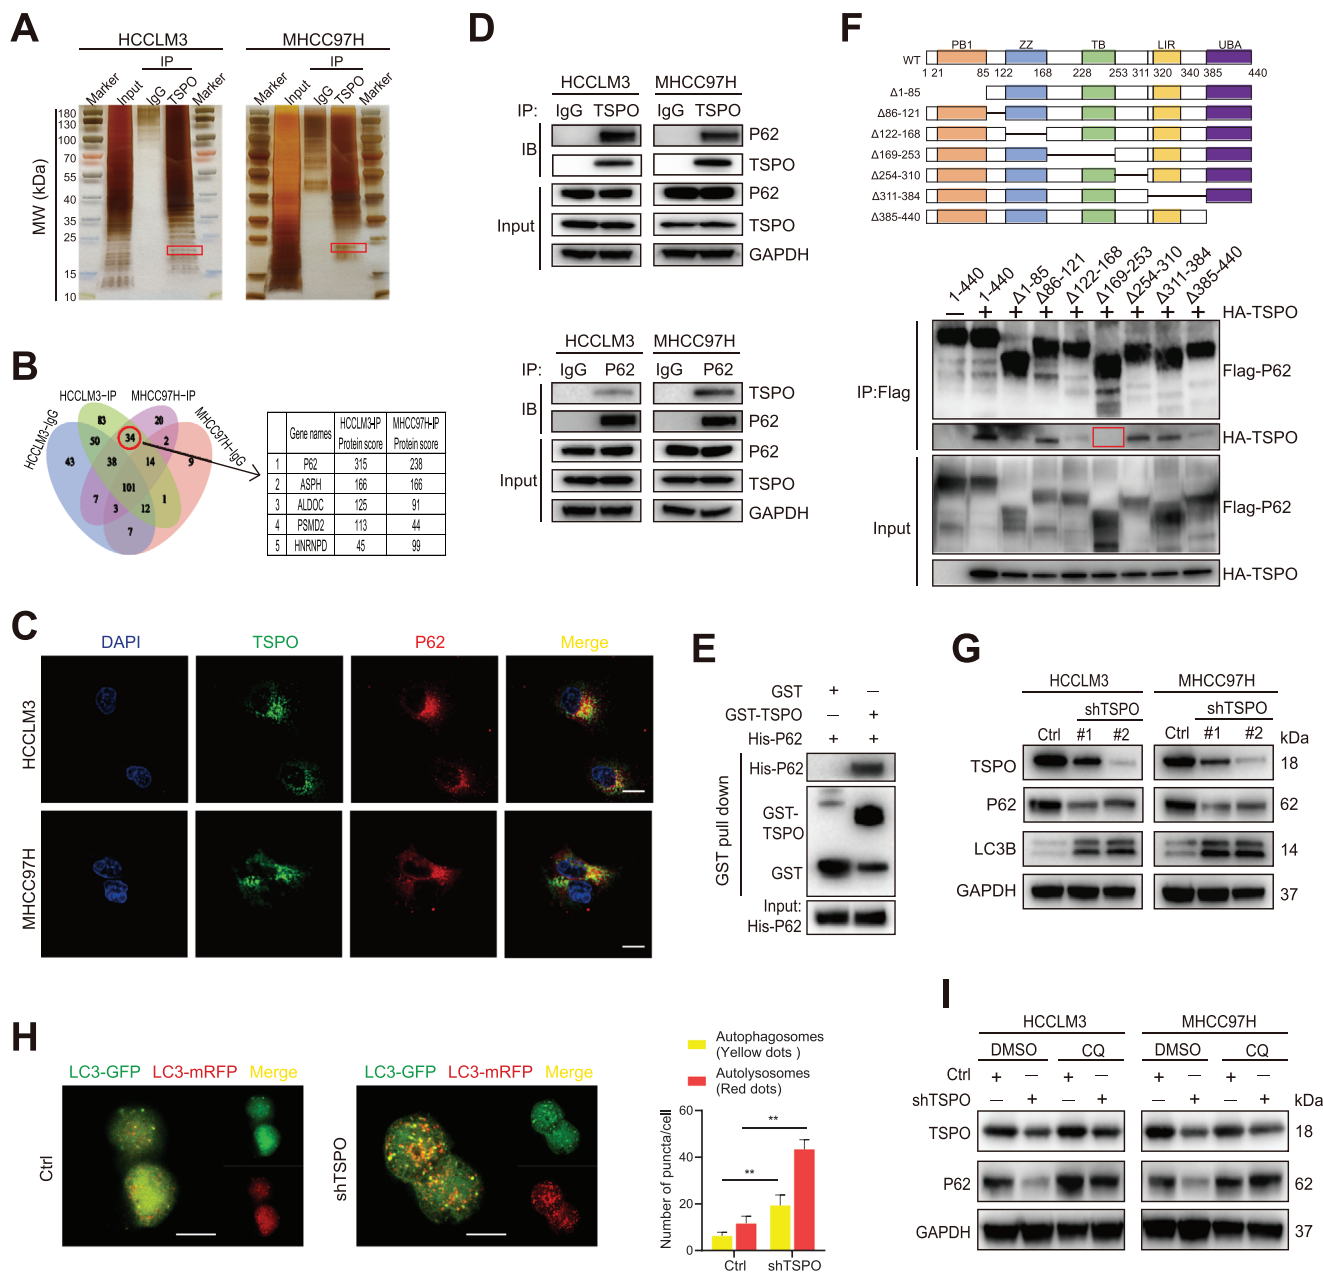 A
HCCLM3
MHCC97H
IP
IP
Marker
Input
IgG
TSPO
Marker
Marker
Input
IgG
TSPO
Marker
MW (kDa)
180
130
100
70
55
40
35
25
15
10
B
HCCLM3-IgG
HCCLM3-IP
MHCC97H-IP
MHCC97H-IgG
83
20
50
34
2
43
38
14
9
101
7
1
3
12
7
Gene names HCCLM3-IP Protein score MHCC97H-IP Protein score
1 P62 315 238
2 ASPH 166 166
3 ALDOC 125 91
4 PSMD2 113 44
5 HNRNPD 45 99
C
DAPI TSPO P62 Merge
HCCLM3
MHCC97H
D
HCCLM3 MHCC97H
IP: IgG TSPO IgG TSPO
IB
P62
TSPO
Input
P62
TSPO
GAPDH
HCCLM3 MHCC97H
IP: IgG P62 IgG P62
IB
TSPO
P62
Input
P62
TSPO
GAPDH
E
GST + —
GST-TSPO — +
His-P62 + +
GST pull down
His-P62
GST-
TSPO
GST
Input:
His-P62
F
PB1 ZZ TB LIR UBA
WT
1 21 85 122 168 228 253 311 320 340 385 440
Δ1-85
Δ86-121
Δ122-168
Δ169-253
Δ254-310
Δ311-384
Δ385-440
1-440 1-440 Δ1-85 Δ86-121 Δ122-168 Δ169-253 Δ254-310 Δ311-384 Δ385-440
— + + + + + + + + HA-TSPO
IP:Flag
Flag-P62
HA-TSPO
Input
Flag-P62
HA-TSPO
G
HCCLM3 MHCC97H
shTSPO shTSPO
Ctrl #1 #2 Ctrl #1 #2 kDa
TSPO 18
P62 62
LC3B 14
GAPDH 37
H
LC3-GFP LC3-mRFP Merge
Ctrl
LC3-GFP LC3-mRFP Merge
shTSPO
Autophagosomes
(Yellow dots )
Autolysosomes
(Red dots)
Number of puncta/cell
60
40
20
0
**
**
Ctrl shTSPO
I
HCCLM3 MHCC97H
DMSO CQ DMSO CQ
Ctrl + — + — + — + —
shTSPO — + — + — + — + kDa
TSPO 18
P62 62
GAPDH 37